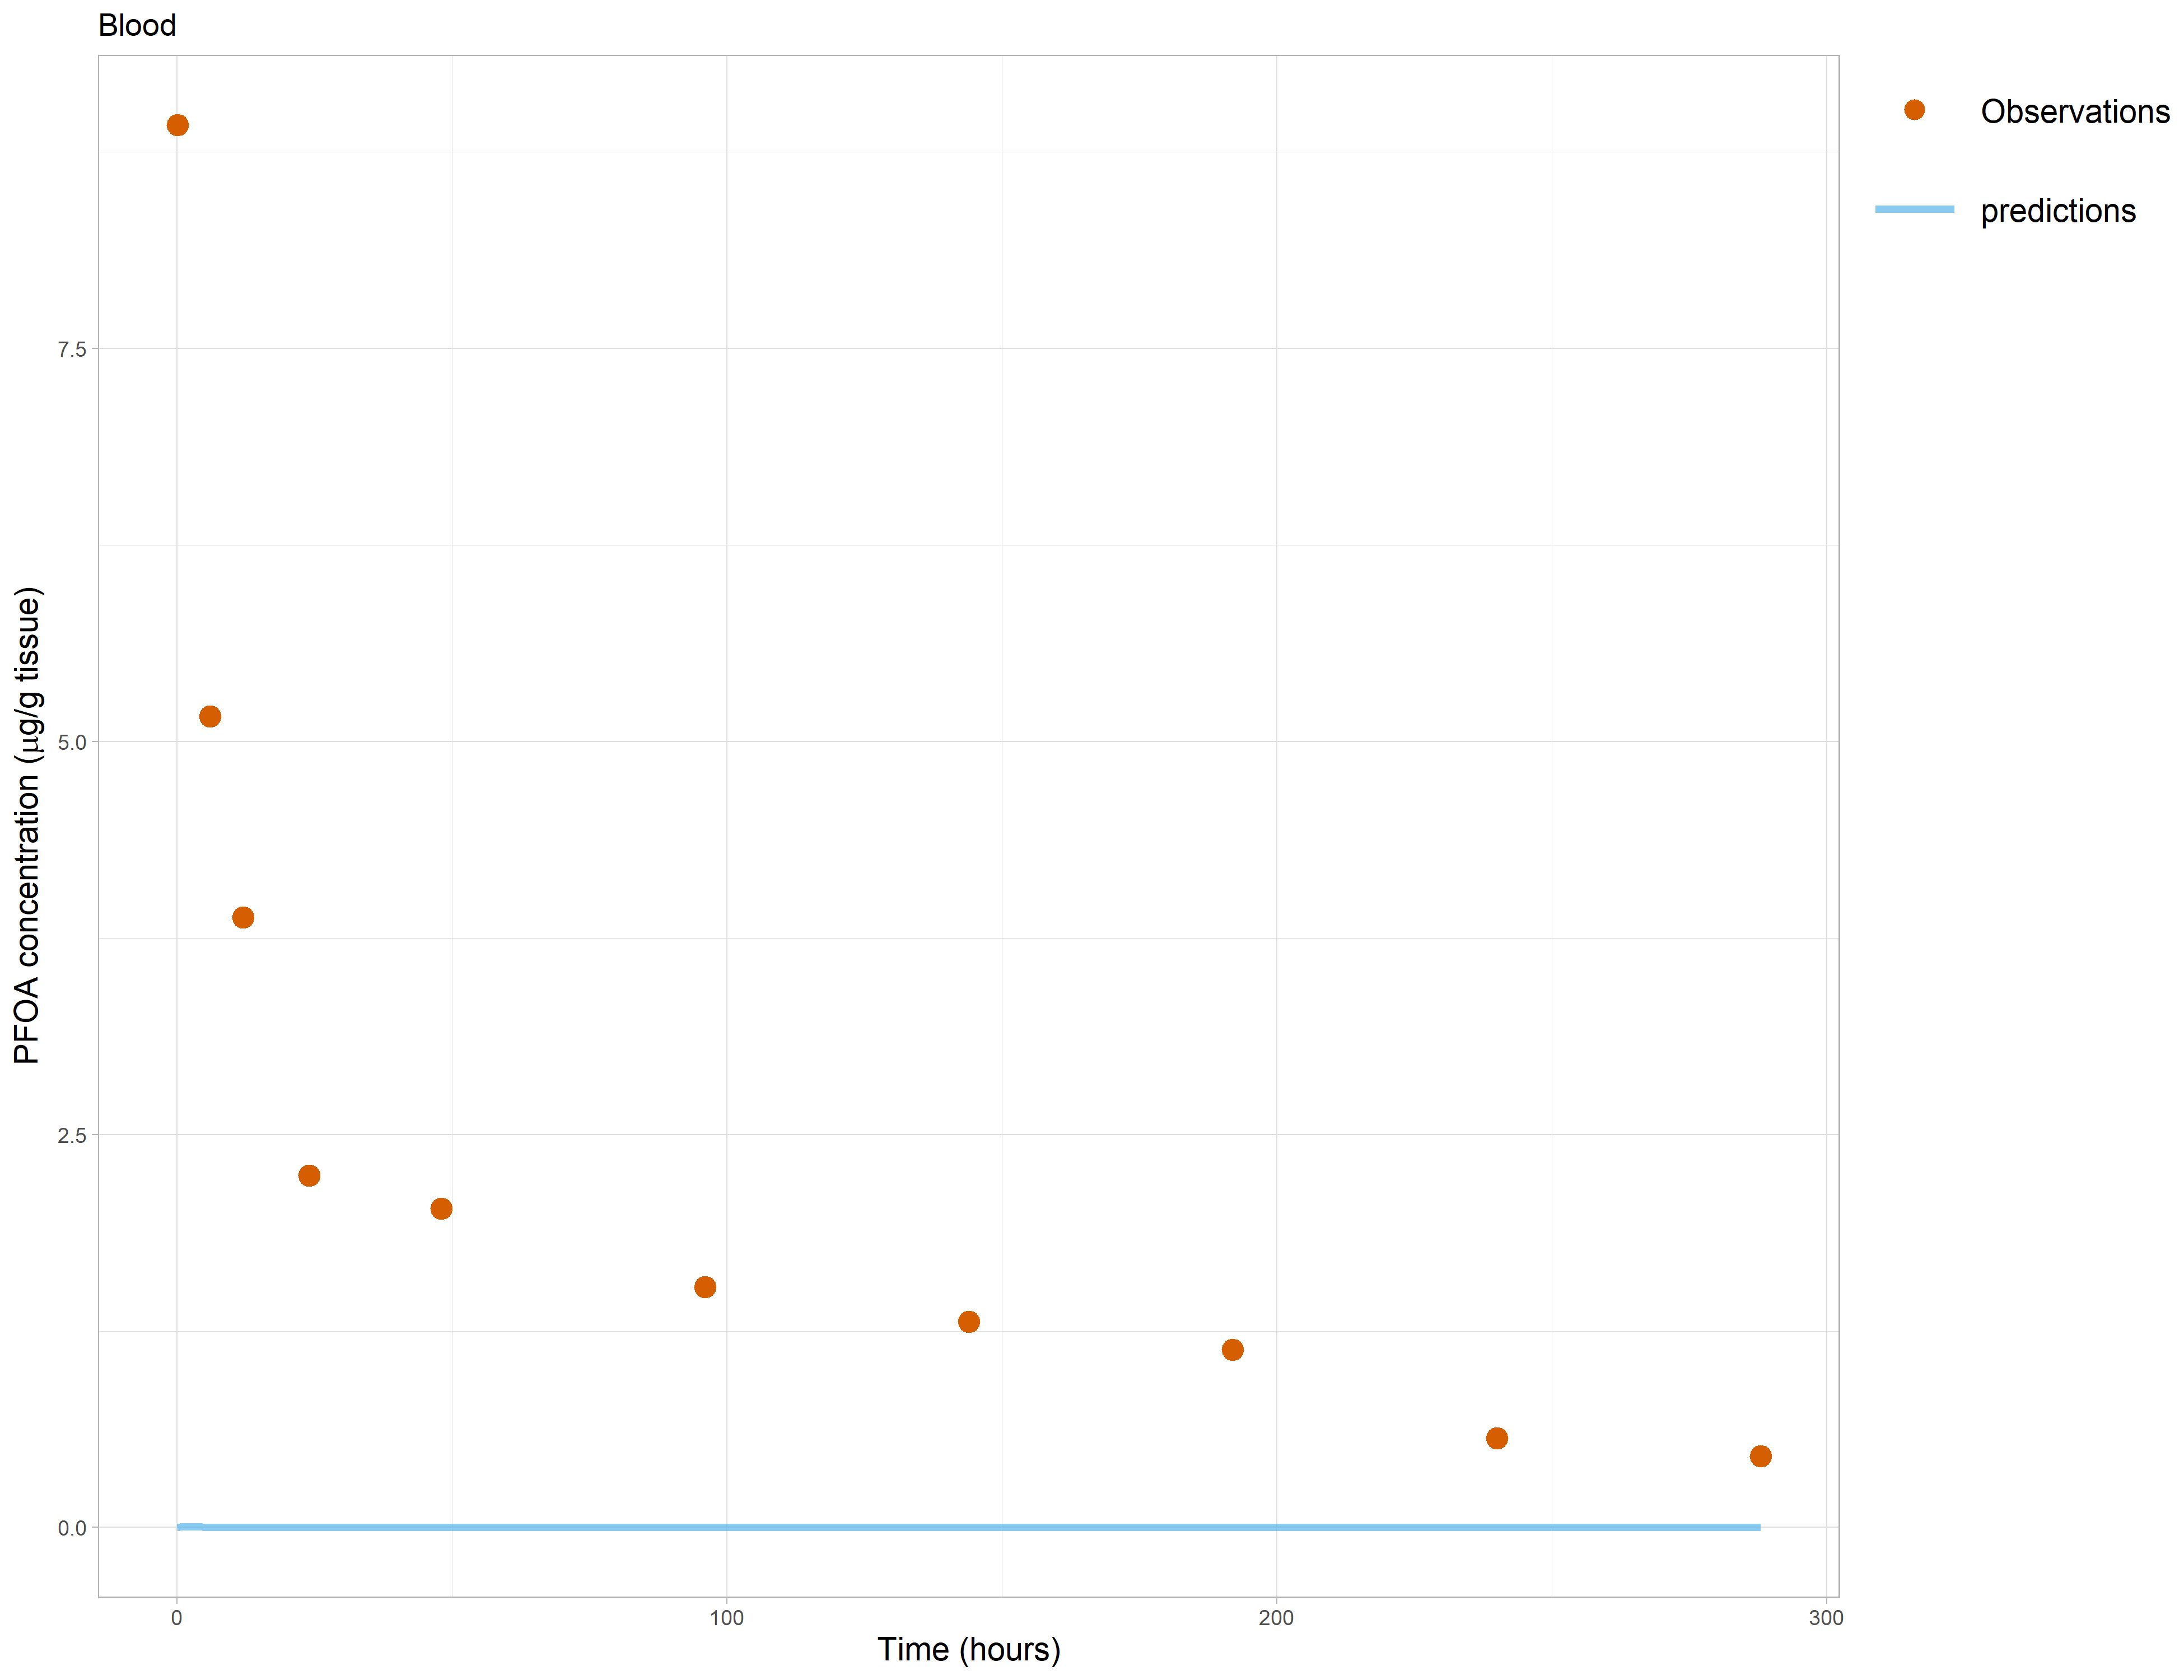 Blood
Observations
predictions
PFOA concentration (μg/g tissue)
7.5
5.0
2.5
0.0
0
100
200
300
Time (hours)